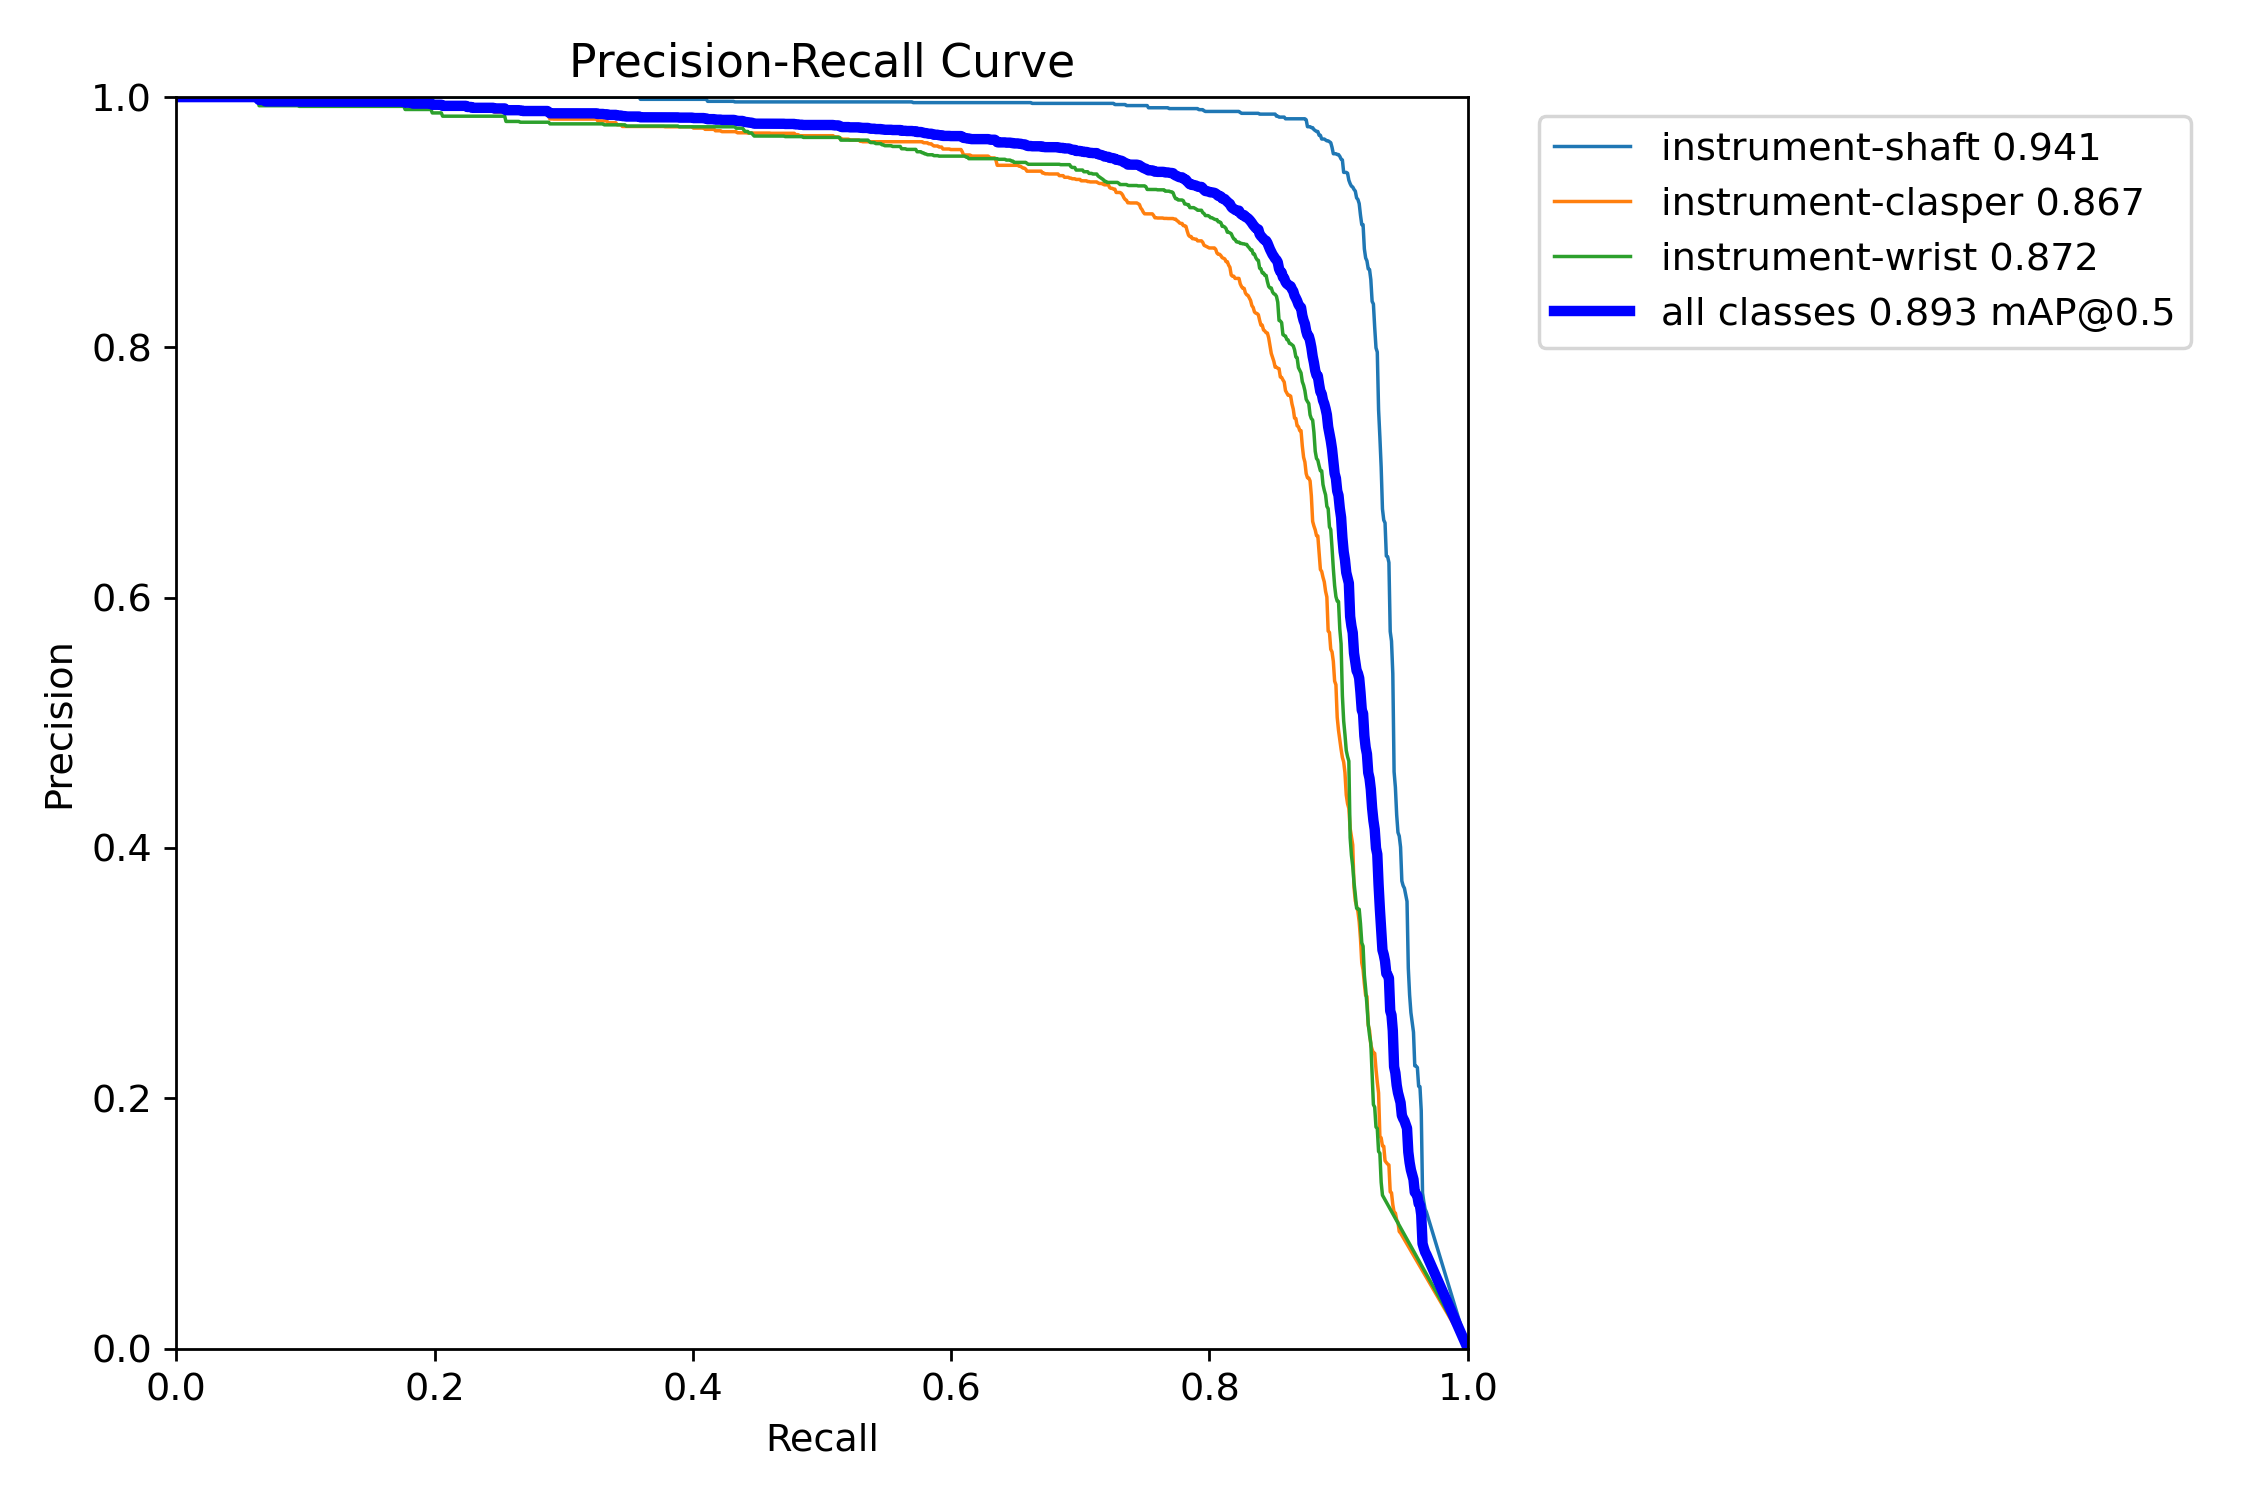 Precision-Recall Curve
1.0
0.8
0.6
0.4
0.2
0.0
Precision
0.0 0.2 0.4 0.6 0.8 1.0
Recall
instrument-shaft 0.941
instrument-clasper 0.867
instrument-wrist 0.872
all classes 0.893 mAP@0.5